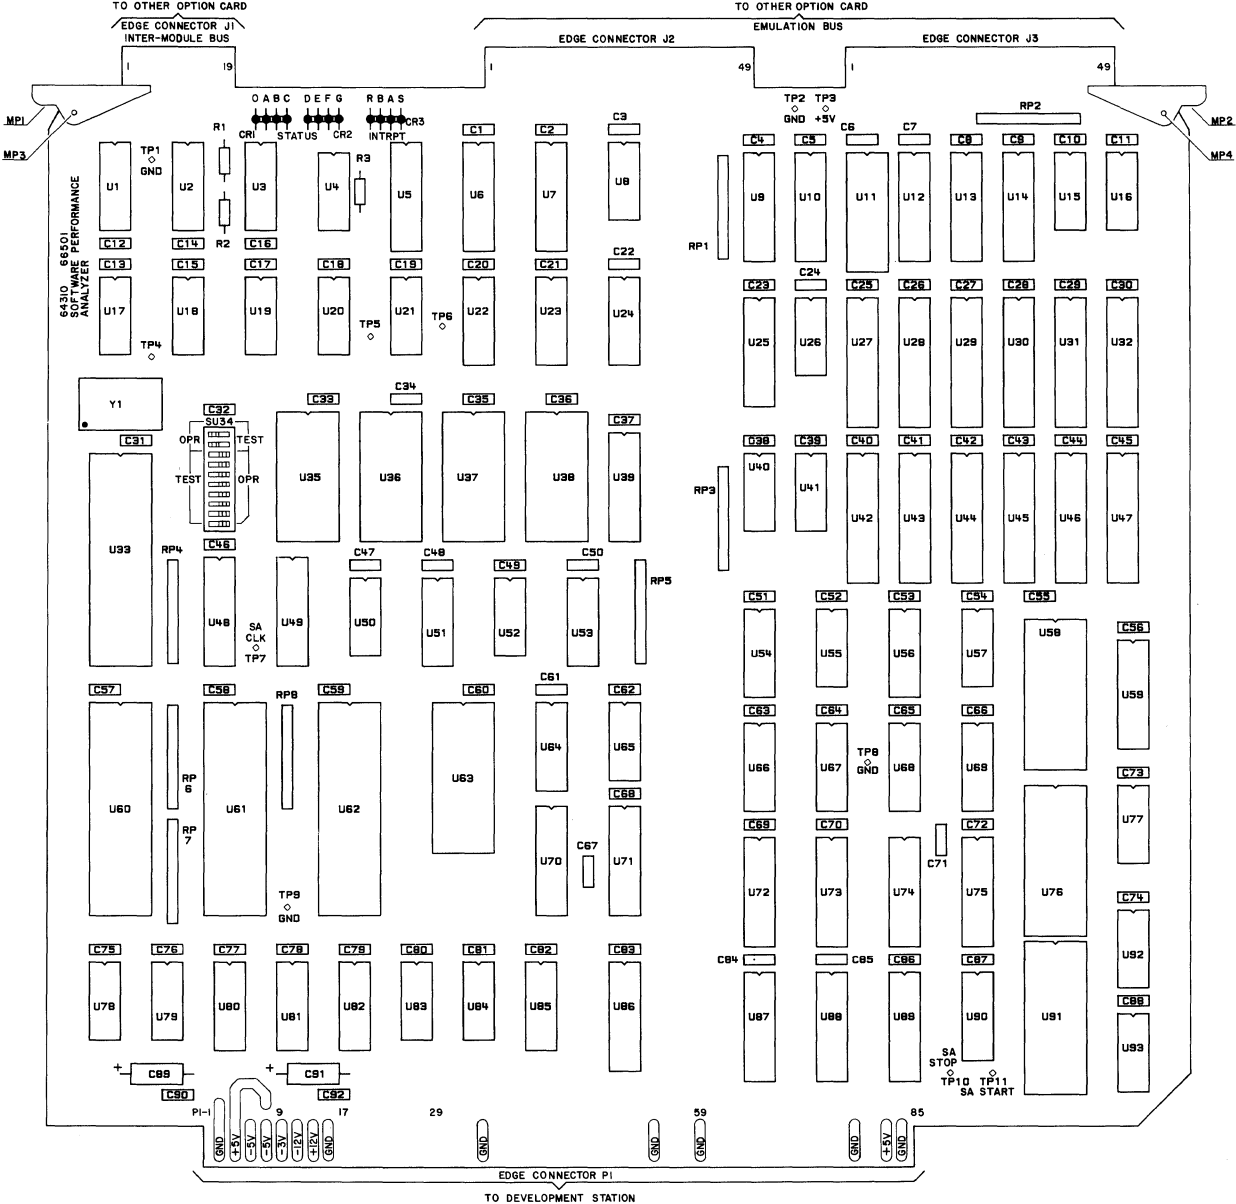 TO OTHER OPTION CARD
TO OTHER OPTION CARD
EDGE CONNECTOR J1
INTER-MODULE BUS
EMULATION BUS
EDGE CONNECTOR J2
EDGE CONNECTOR J3
1 19 1 49 1 49
O A B C D E F G R B A S
CR1 STATUS CR2 INTRPT CR3
TP2 GND TP3 +5V
RP2
MP1 MP3 MP2 MP4
R1 C1 C2 C3 C6 C7
C4 C5 C8 C9 C10 C11
TP1 GND
R3
U1 U2 U3 U4 U5 U6 U7 U8
U9 U10 U11 U12 U13 U14 U15 U16
R2 RP1
C12 C14 C16
C13 C15 C17 C18 C19 C20 C21 C22
64310 66501
SOFTWARE PERFORMANCE
ANALYZER
C24
C23 C25 C26 C27 C28 C29 C30
U17 U18 U19 U20 U21 U22 U23 U24
TP4 TP5 TP6
U25 U26 U27 U28 U29 U30 U31 U32
Y1
C32 C33 C34 C35 C36 C37
SU34
OPR TEST
TEST OPR
C31
C38 C39 C40 C41 C42 C43 C44 C45
U33 U35 U36 U37 U38 U39
RP3
U40 U41 U42 U43 U44 U45 U46 U47
RP4 C46 C47 C48 C49 C50 RP5
U48 U49 U50 U51 U52 U53
SA
CLK
TP7
C51 C52 C53 C54 C55 C56
U54 U55 U56 U57 U58 U59
C57 C58 RP8 C59 C60 C61 C62
C63 C64 C65 C66
RP
6
U60 U61 U62 U63 U64 U65
TP8
GND
U66 U67 U68 U69
RP
7
C67 C68
C69 C70 C71 C72 C73
U70 U71 U72 U73 U74 U75 U76 U77
TP9
GND
C74
C75 C76 C77 C78 C79 C80 C81 C82 C83
C84 C85 C86 C87 C88
U78 U79 U80 U81 U82 U83 U84 U85 U86
U87 U88 U89 U90 U91 U92 U93
SA
STOP
TP10 TP11
SA START
+ C89 + C91
C90 C92
P1-1 9 17 29 59 85
GND +5V -5V -5V -3V -12V +12V GND GND GND GND GND +5V GND
EDGE CONNECTOR P1
TO DEVELOPMENT STATION